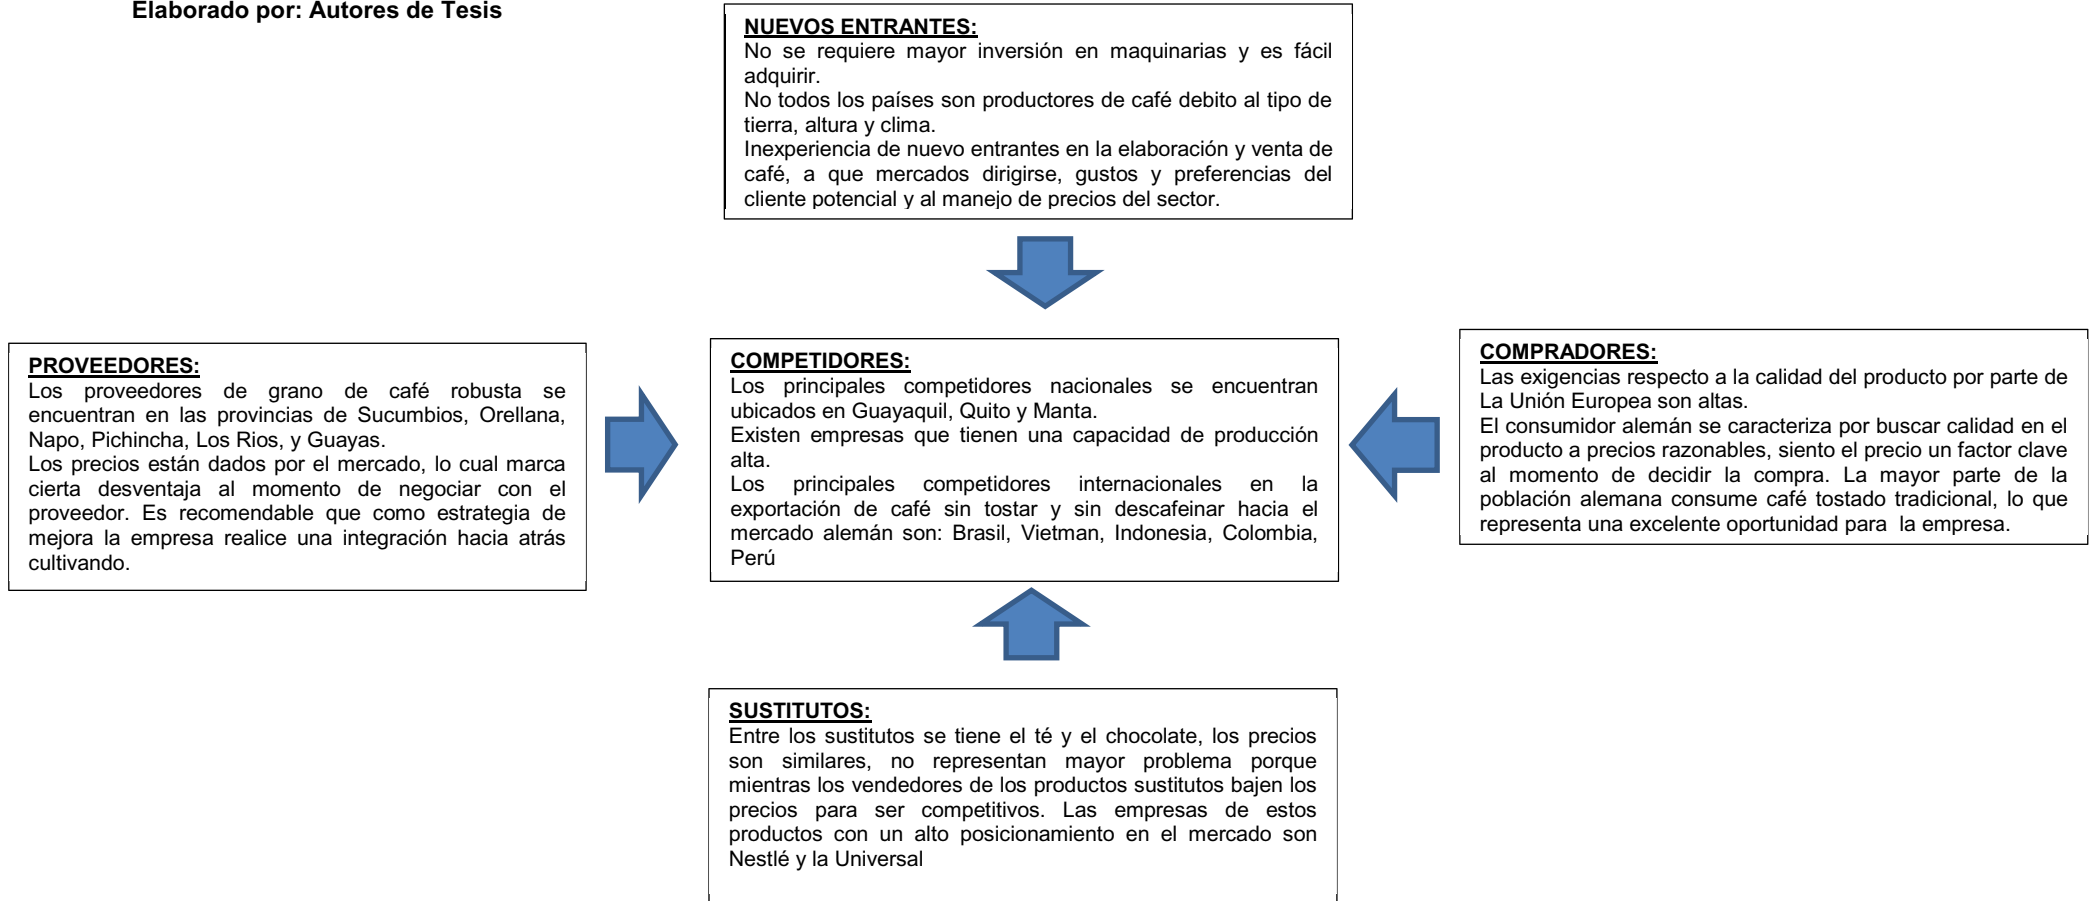 Elaborado por: Autores de Tesis
NUEVOS ENTRANTES:
No se requiere mayor inversión en maquinarias y es fácil
adquirir.
No todos los países son productores de café debito al tipo de
tierra, altura y clima.
Inexperiencia de nuevo entrantes en la elaboración y venta de
café, a que mercados dirigirse, gustos y preferencias del
cliente potencial y al manejo de precios del sector.
PROVEEDORES:
Los proveedores de grano de café robusta se
encuentran en las provincias de Sucumbios, Orellana,
Napo, Pichincha, Los Rios, y Guayas.
Los precios están dados por el mercado, lo cual marca
cierta desventaja al momento de negociar con el
proveedor. Es recomendable que como estrategia de
mejora la empresa realice una integración hacia atrás
cultivando.
COMPETIDORES:
Los principales competidores nacionales se encuentran
ubicados en Guayaquil, Quito y Manta.
Existen empresas que tienen una capacidad de producción
alta.
Los principales competidores internacionales en la
exportación de café sin tostar y sin descafeinar hacia el
mercado alemán son: Brasil, Vietman, Indonesia, Colombia,
Perú
COMPRADORES:
Las exigencias respecto a la calidad del producto por parte de
La Unión Europea son altas.
El consumidor alemán se caracteriza por buscar calidad en el
producto a precios razonables, siento el precio un factor clave
al momento de decidir la compra. La mayor parte de la
población alemana consume café tostado tradicional, lo que
representa una excelente oportunidad para la empresa.
SUSTITUTOS:
Entre los sustitutos se tiene el té y el chocolate, los precios
son similares, no representan mayor problema porque
mientras los vendedores de los productos sustitutos bajen los
precios para ser competitivos. Las empresas de estos
productos con un alto posicionamiento en el mercado son
Nestlé y la Universal